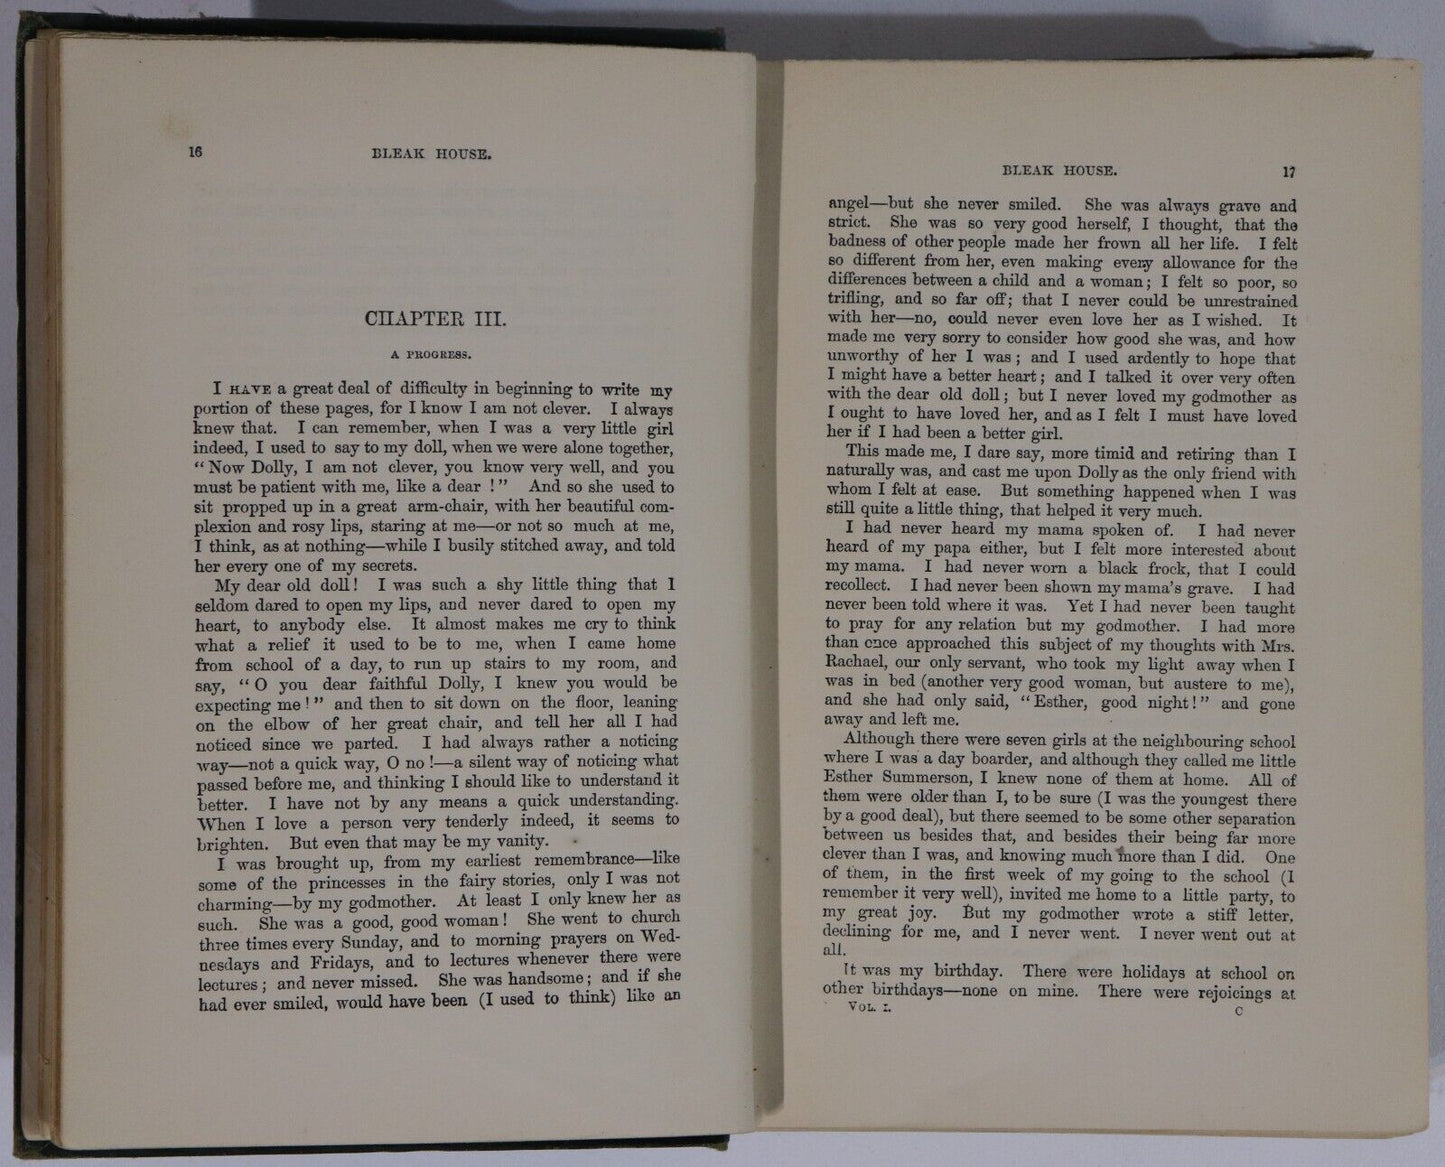 16
BLEAK HOUSE.
CHAPTER III.
A PROGRESS.
I HAVE a great deal of difficulty in beginning to write my
portion of these pages, for I know I am not clever. I always
knew that. I can remember, when I was a very little girl
indeed, I used to say to my doll, when we were alone together,
“Now Dolly, I am not clever, you know very well, and you
must be patient with me, like a dear !” And so she used to
sit propped up in a great arm-chair, with her beautiful com-
plexion and rosy lips, staring at me—or not so much at me,
I think, as at nothing—while I busily stitched away, and told
her every one of my secrets.
My dear old doll! I was such a shy little thing that I
seldom dared to open my lips, and never dared to open my
heart, to anybody else. It almost makes me cry to think
what a relief it used to be to me, when I came home
from school of a day, to run up stairs to my room, and
say, “O you dear faithful Dolly, I knew you would be
expecting me!” and then to sit down on the floor, leaning
on the elbow of her great chair, and tell her all I had
noticed since we parted. I had always rather a noticing
way—not a quick way, O no!—a silent way of noticing what
passed before me, and thinking I should like to understand it
better. I have not by any means a quick understanding.
When I love a person very tenderly indeed, it seems to
brighten. But even that may be my vanity.
I was brought up, from my earliest remembrance—like
some of the princesses in the fairy stories, only I was not
charming—by my godmother. At least I only knew her as
such. She was a good, good woman! She went to church
three times every Sunday, and to morning prayers on Wed-
nesdays and Fridays, and to lectures whenever there were
lectures; and never missed. She was handsome; and if she
had ever smiled, would have been (I used to think) like an
BLEAK HOUSE.
17
angel—but she never smiled. She was always grave and
strict. She was so very good herself, I thought, that the
badness of other people made her frown all her life. I felt
so different from her, even making every allowance for the
differences between a child and a woman; I felt so poor, so
trifling, and so far off; that I never could be unrestrained
with her—no, could never even love her as I wished. It
made me very sorry to consider how good she was, and how
unworthy of her I was; and I used ardently to hope that
I might have a better heart; and I talked it over very often
with the dear old doll; but I never loved my godmother as
I ought to have loved her, and as I felt I must have loved
her if I had been a better girl.
This made me, I dare say, more timid and retiring than I
naturally was, and cast me upon Dolly as the only friend with
whom I felt at ease. But something happened when I was
still quite a little thing, that helped it very much.
I had never heard my mama spoken of. I had never
heard of my papa either, but I felt more interested about
my mama. I had never worn a black frock, that I could
recollect. I had never been shown my mama's grave. I had
never been told where it was. Yet I had never been taught
to pray for any relation but my godmother. I had more
than once approached this subject of my thoughts with Mrs.
Rachael, our only servant, who took my light away when I
was in bed (another very good woman, but austere to me),
and she had only said, “Esther, good night!” and gone
away and left me.
Although there were seven girls at the neighbouring school
where I was a day boarder, and although they called me little
Esther Summerson, I knew none of them at home. All of
them were older than I, to be sure (I was the youngest there
by a good deal), but there seemed to be some other separation
between us besides that, and besides their being far more
clever than I was, and knowing much more than I did. One
of them, in the first week of my going to the school (I
remember it very well), invited me home to a little party, to
my great joy. But my godmother wrote a stiff letter,
declining for me, and I never went. I never went out at
all.
It was my birthday. There were holidays at school on
other birthdays—none on mine. There were rejoicings at
VOL. I.
C